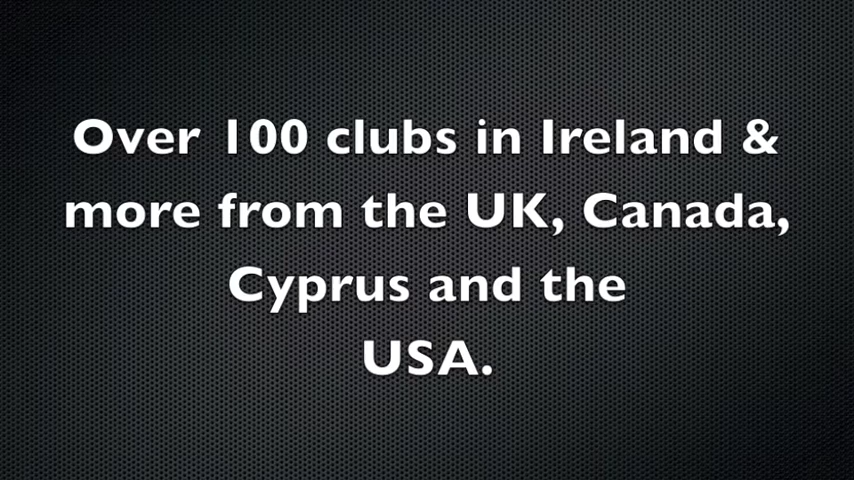 Over 100 clubs in Ireland &
more from the UK, Canada,
Cyprus and the
USA.